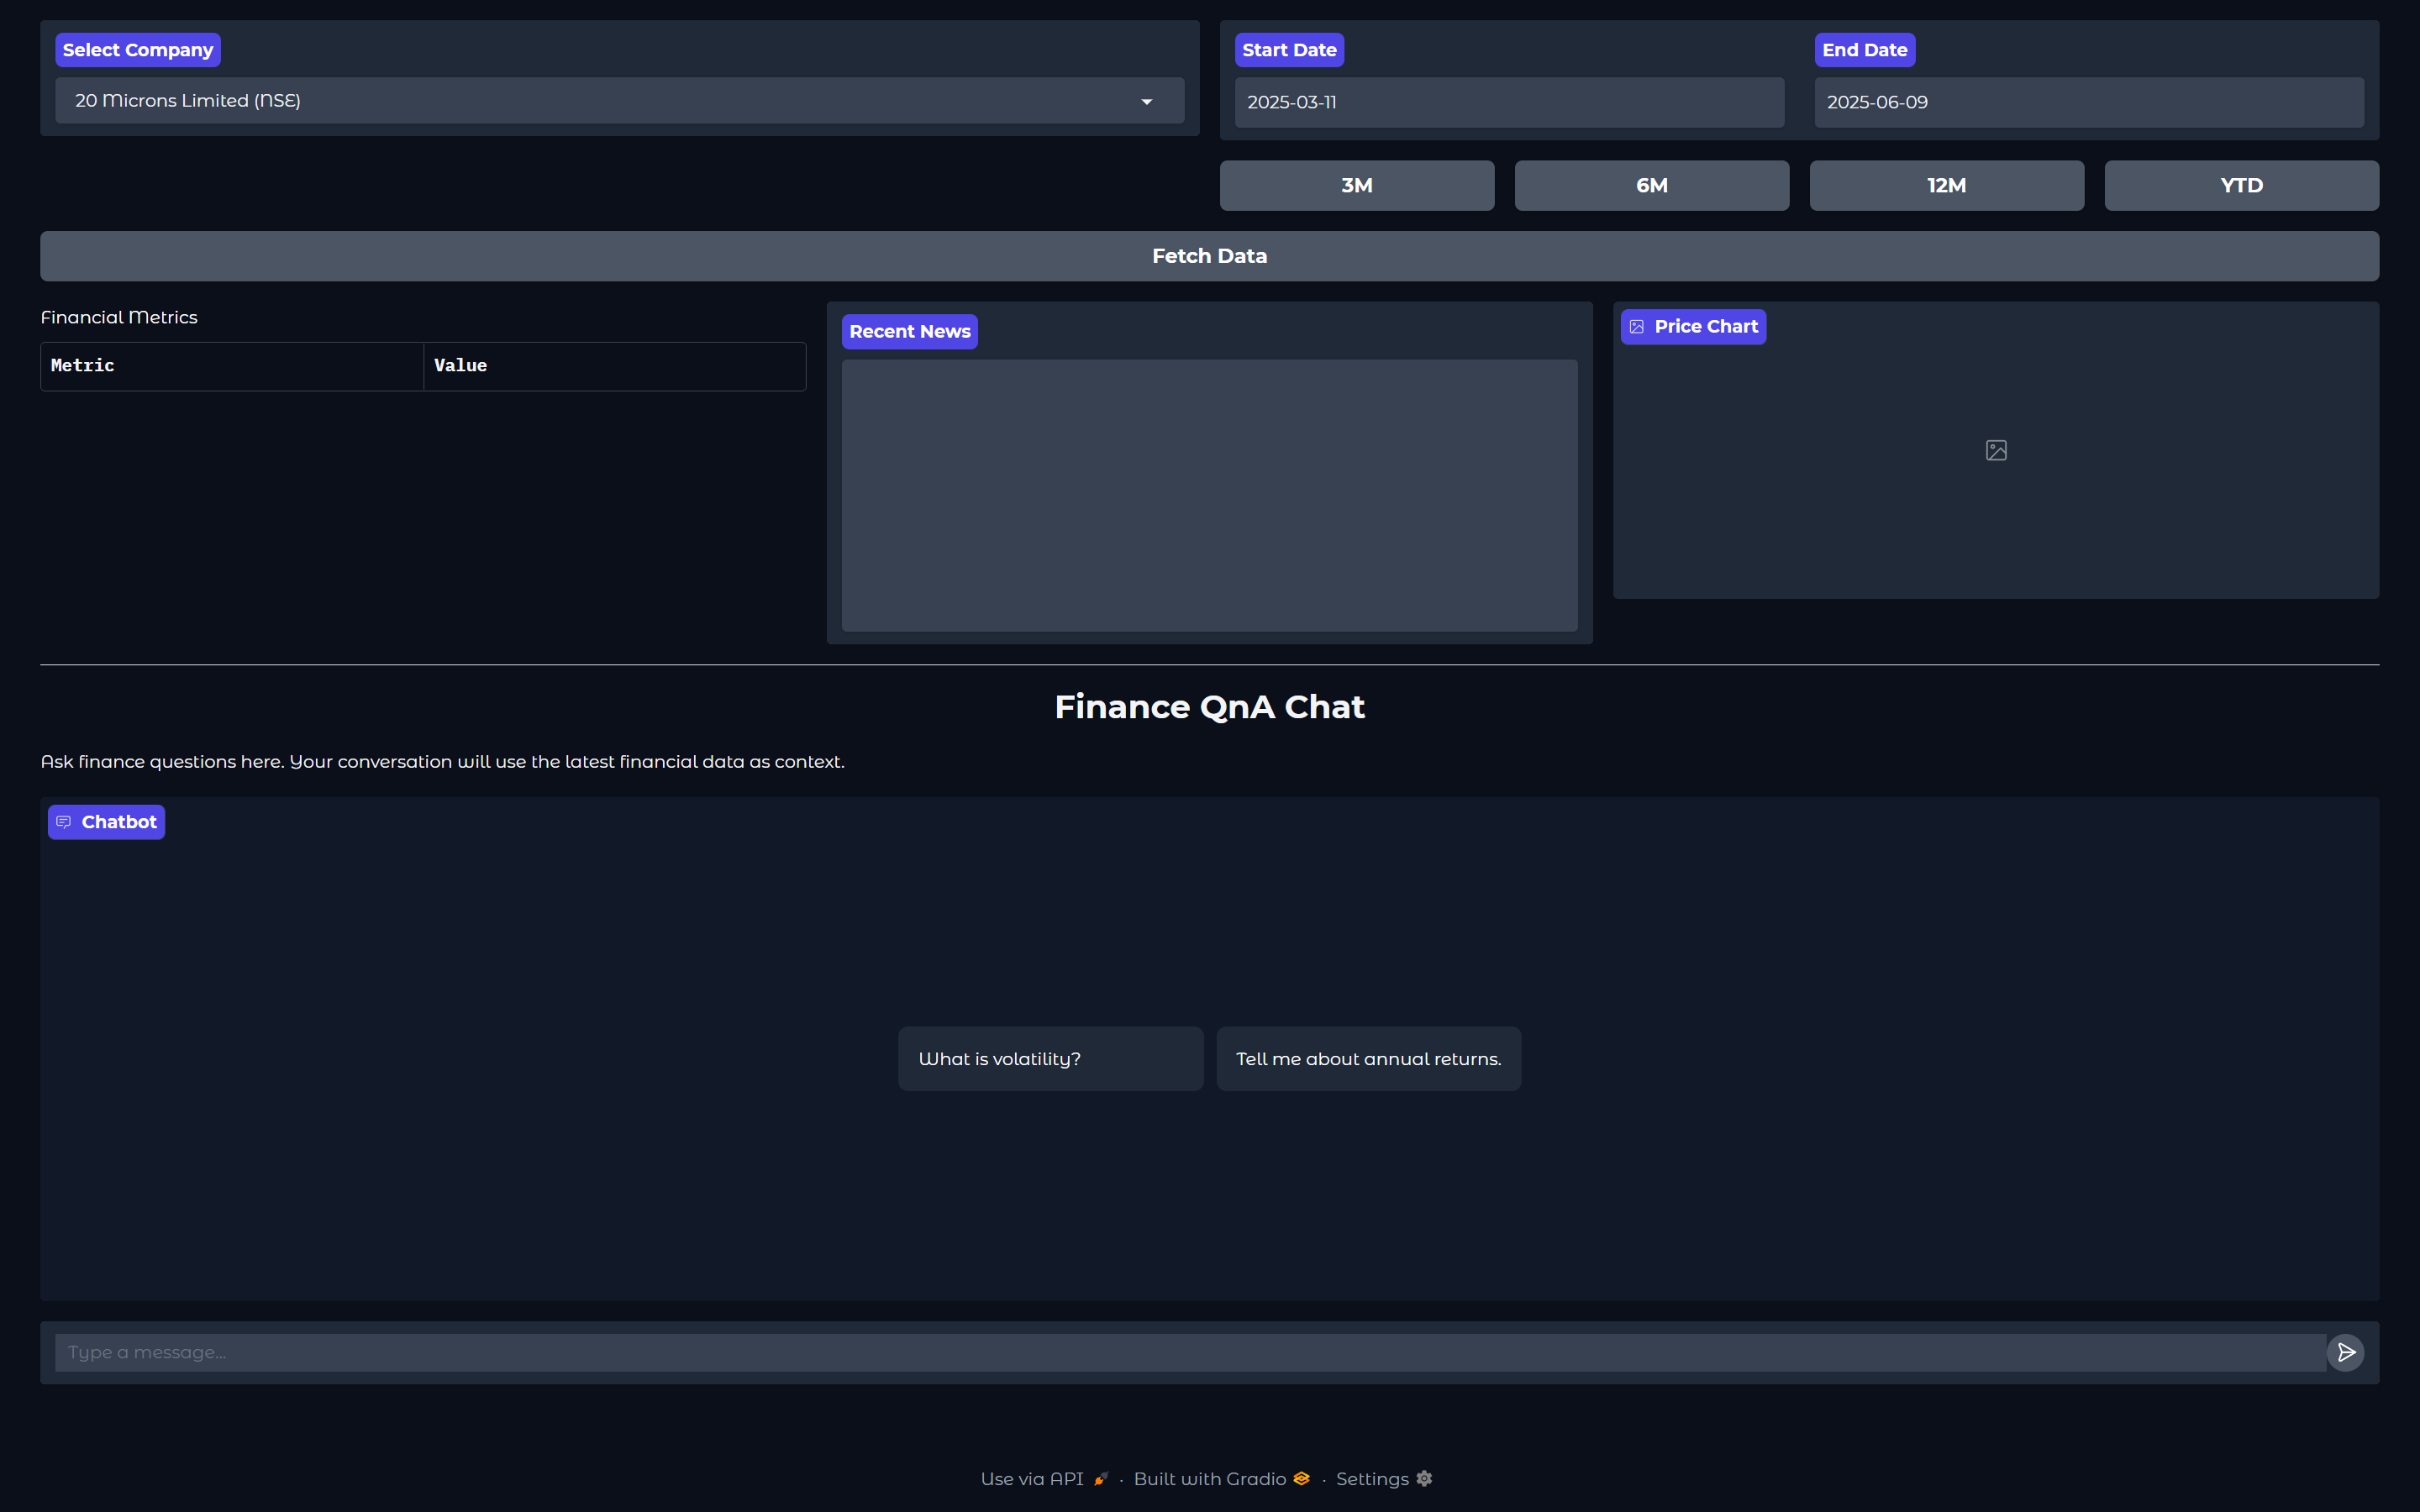 Select Company
20 Microns Limited (NSE)
Start Date
2025-03-11
End Date
2025-06-09
3M
6M
12M
YTD
Fetch Data
Financial Metrics
Metric
Value
Recent News
Price Chart
Finance QnA Chat
Ask finance questions here. Your conversation will use the latest financial data as context.
Chatbot
What is volatility?
Tell me about annual returns.
Type a message...
Use via API · Built with Gradio · Settings